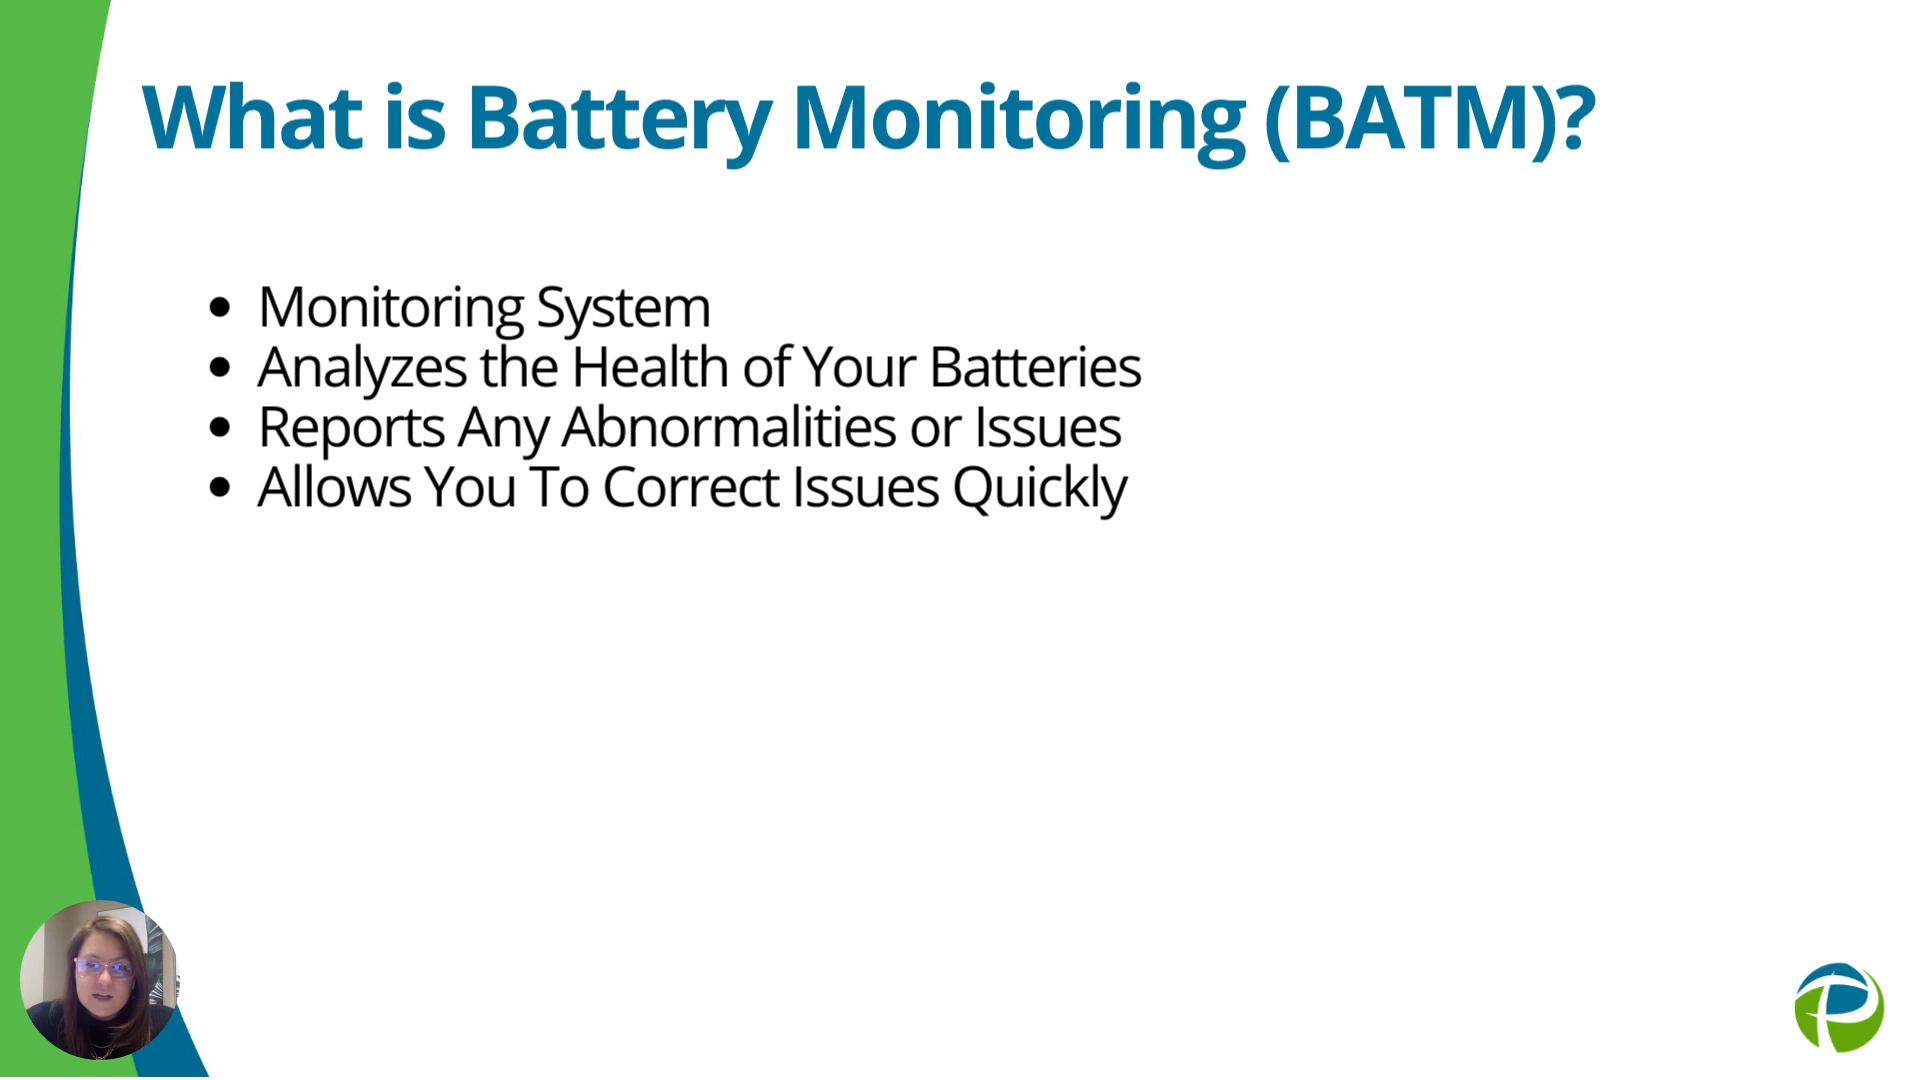 What is Battery Monitoring (BATM)?
• Monitoring System
• Analyzes the Health of Your Batteries
• Reports Any Abnormalities or Issues
• Allows You To Correct Issues Quickly